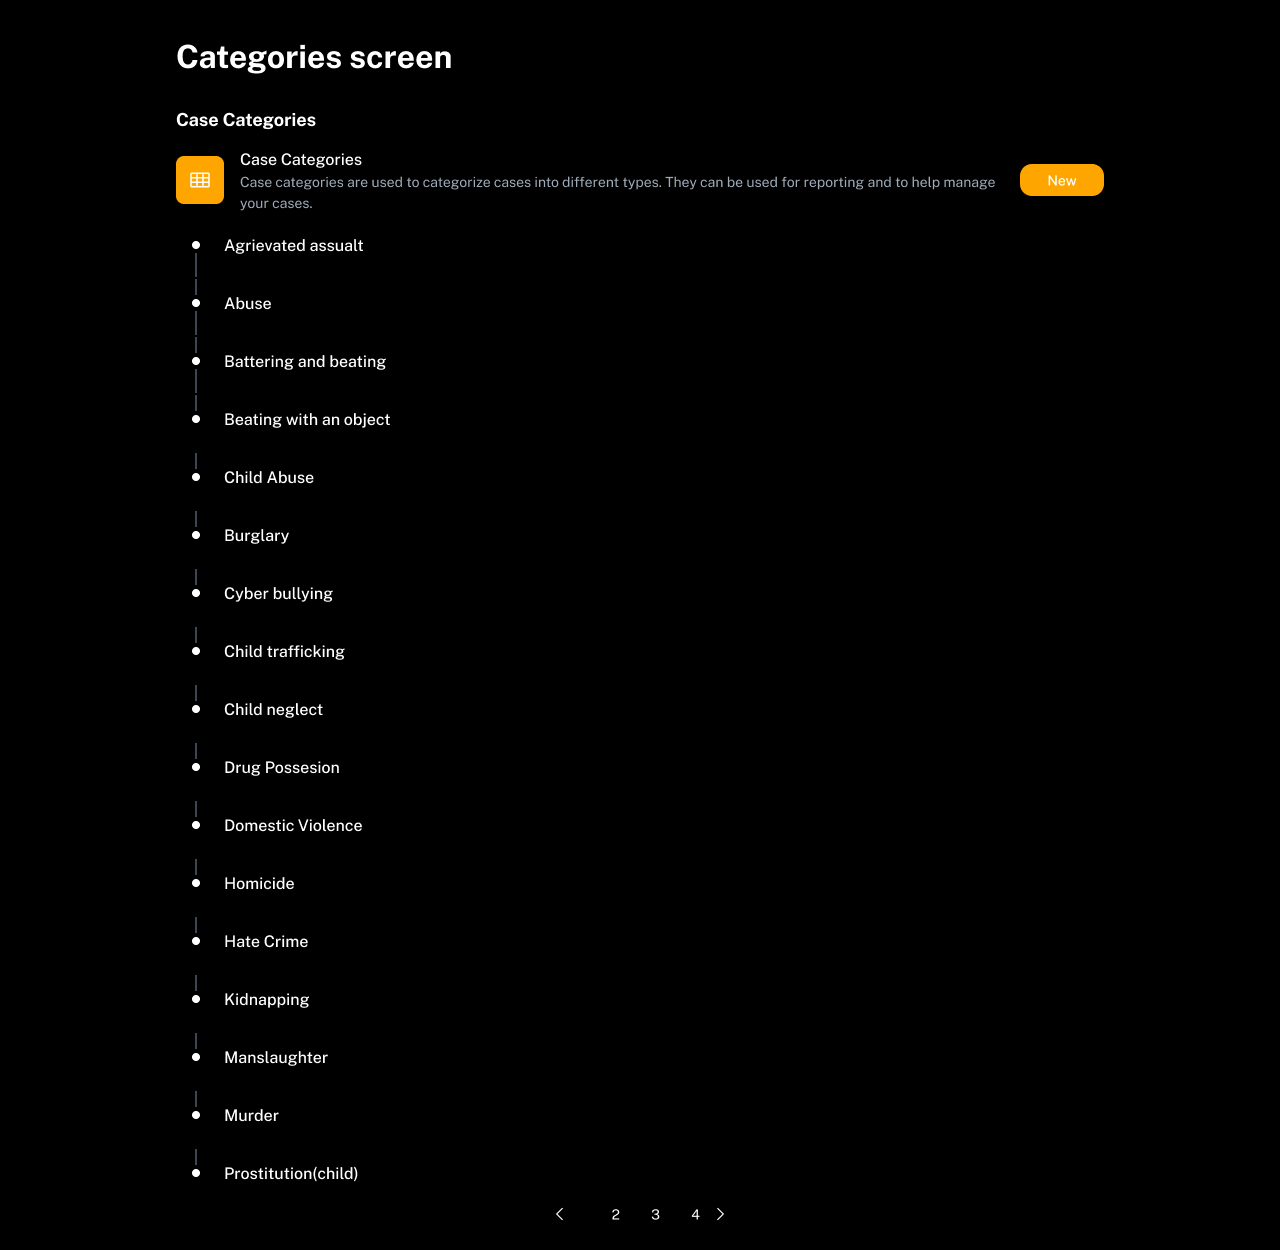 Categories screen
Case Categories
Case Categories
Case categories are used to categorize cases into different types. They can be used for reporting and to help manage
your cases.
New
Agrievated assualt
Abuse
Battering and beating
Beating with an object
Child Abuse
Burglary
Cyber bullying
Child trafficking
Child neglect
Drug Possesion
Domestic Violence
Homicide
Hate Crime
Kidnapping
Manslaughter
Murder
Prostitution(child)
2 3 4